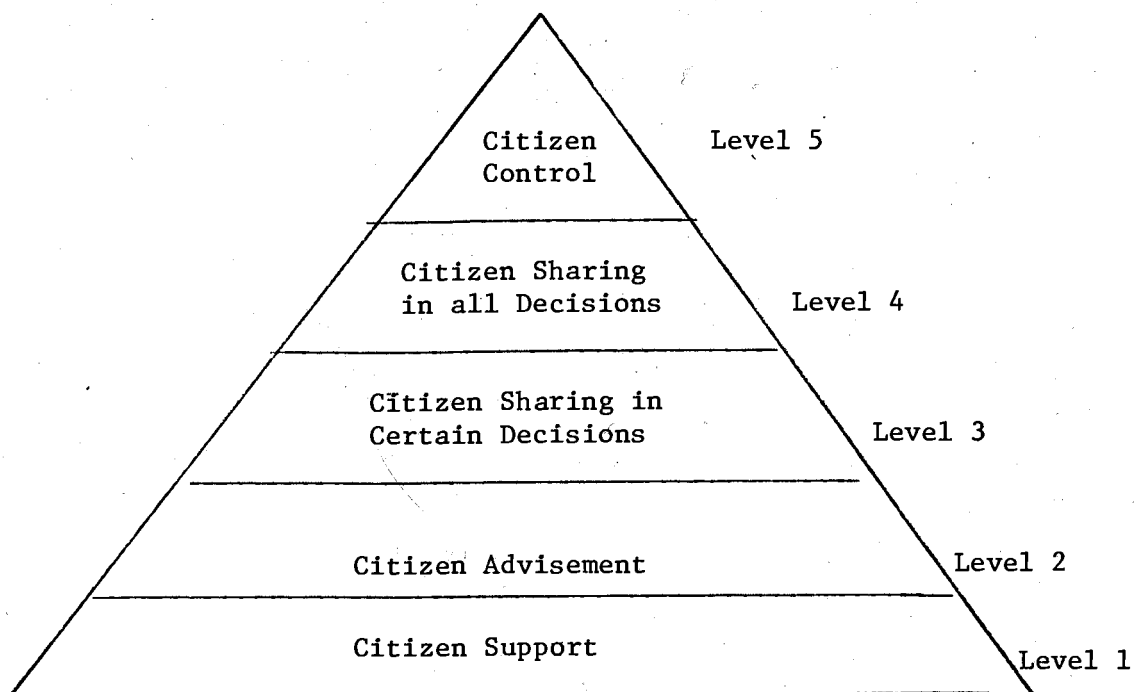 Citizen
Control
Level 5
Citizen Sharing
in all Decisions
Level 4
Citizen Sharing in
Certain Decisions
Level 3
Citizen Advisement
Level 2
Citizen Support
Level 1